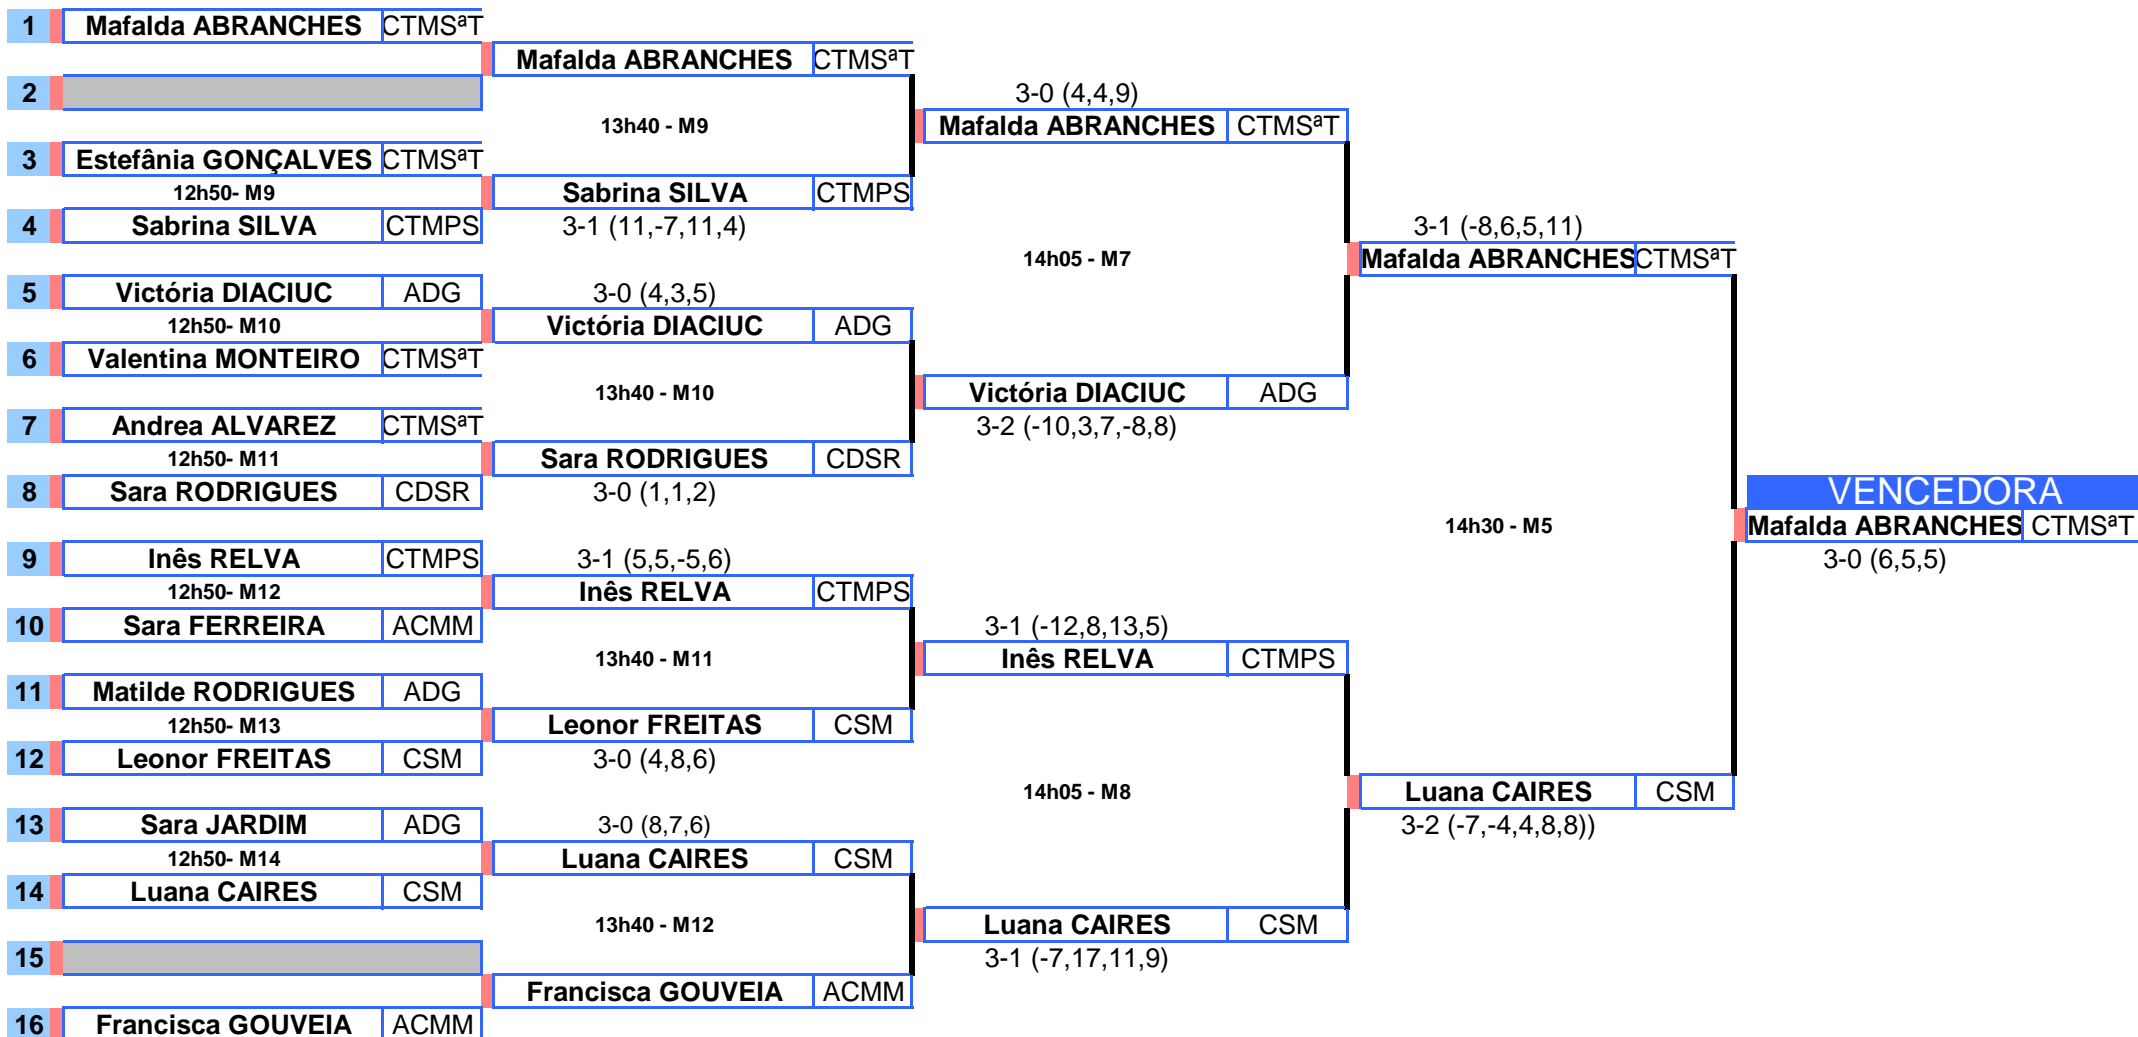 1 Mafalda ABRANCHES CTMSªT
Mafalda ABRANCHES CTMSªT
2 3-0 (4,4,9)
13h40 - M9 Mafalda ABRANCHES CTMSªT
3 Estefânia GONÇALVES CTMSªT
12h50- M9 Sabrina SILVA CTMPS
4 Sabrina SILVA CTMPS 3-1 (11,-7,11,4) 3-1 (-8,6,5,11)
14h05 - M7 Mafalda ABRANCHES CTMSªT
5 Victória DIACIUC ADG 3-0 (4,3,5)
12h50- M10 Victória DIACIUC ADG
6 Valentina MONTEIRO CTMSªT
13h40 - M10 Victória DIACIUC ADG
7 Andrea ALVAREZ CTMSªT 3-2 (-10,3,7,-8,8)
12h50- M11 Sara RODRIGUES CDSR
8 Sara RODRIGUES CDSR 3-0 (1,1,2) VENCEDORA
14h30 - M5 Mafalda ABRANCHES CTMSªT
9 Inês RELVA CTMPS 3-1 (5,5,-5,6) 3-0 (6,5,5)
12h50- M12 Inês RELVA CTMPS
10 Sara FERREIRA ACMM 3-1 (-12,8,13,5)
13h40 - M11 Inês RELVA CTMPS
11 Matilde RODRIGUES ADG
12h50- M13 Leonor FREITAS CSM
12 Leonor FREITAS CSM 3-0 (4,8,6)
14h05 - M8 Luana CAIRES CSM
13 Sara JARDIM ADG 3-0 (8,7,6) 3-2 (-7,-4,4,8,8))
12h50- M14 Luana CAIRES CSM
14 Luana CAIRES CSM
13h40 - M12 Luana CAIRES CSM
15 3-1 (-7,17,11,9)
Francisca GOUVEIA ACMM
16 Francisca GOUVEIA ACMM